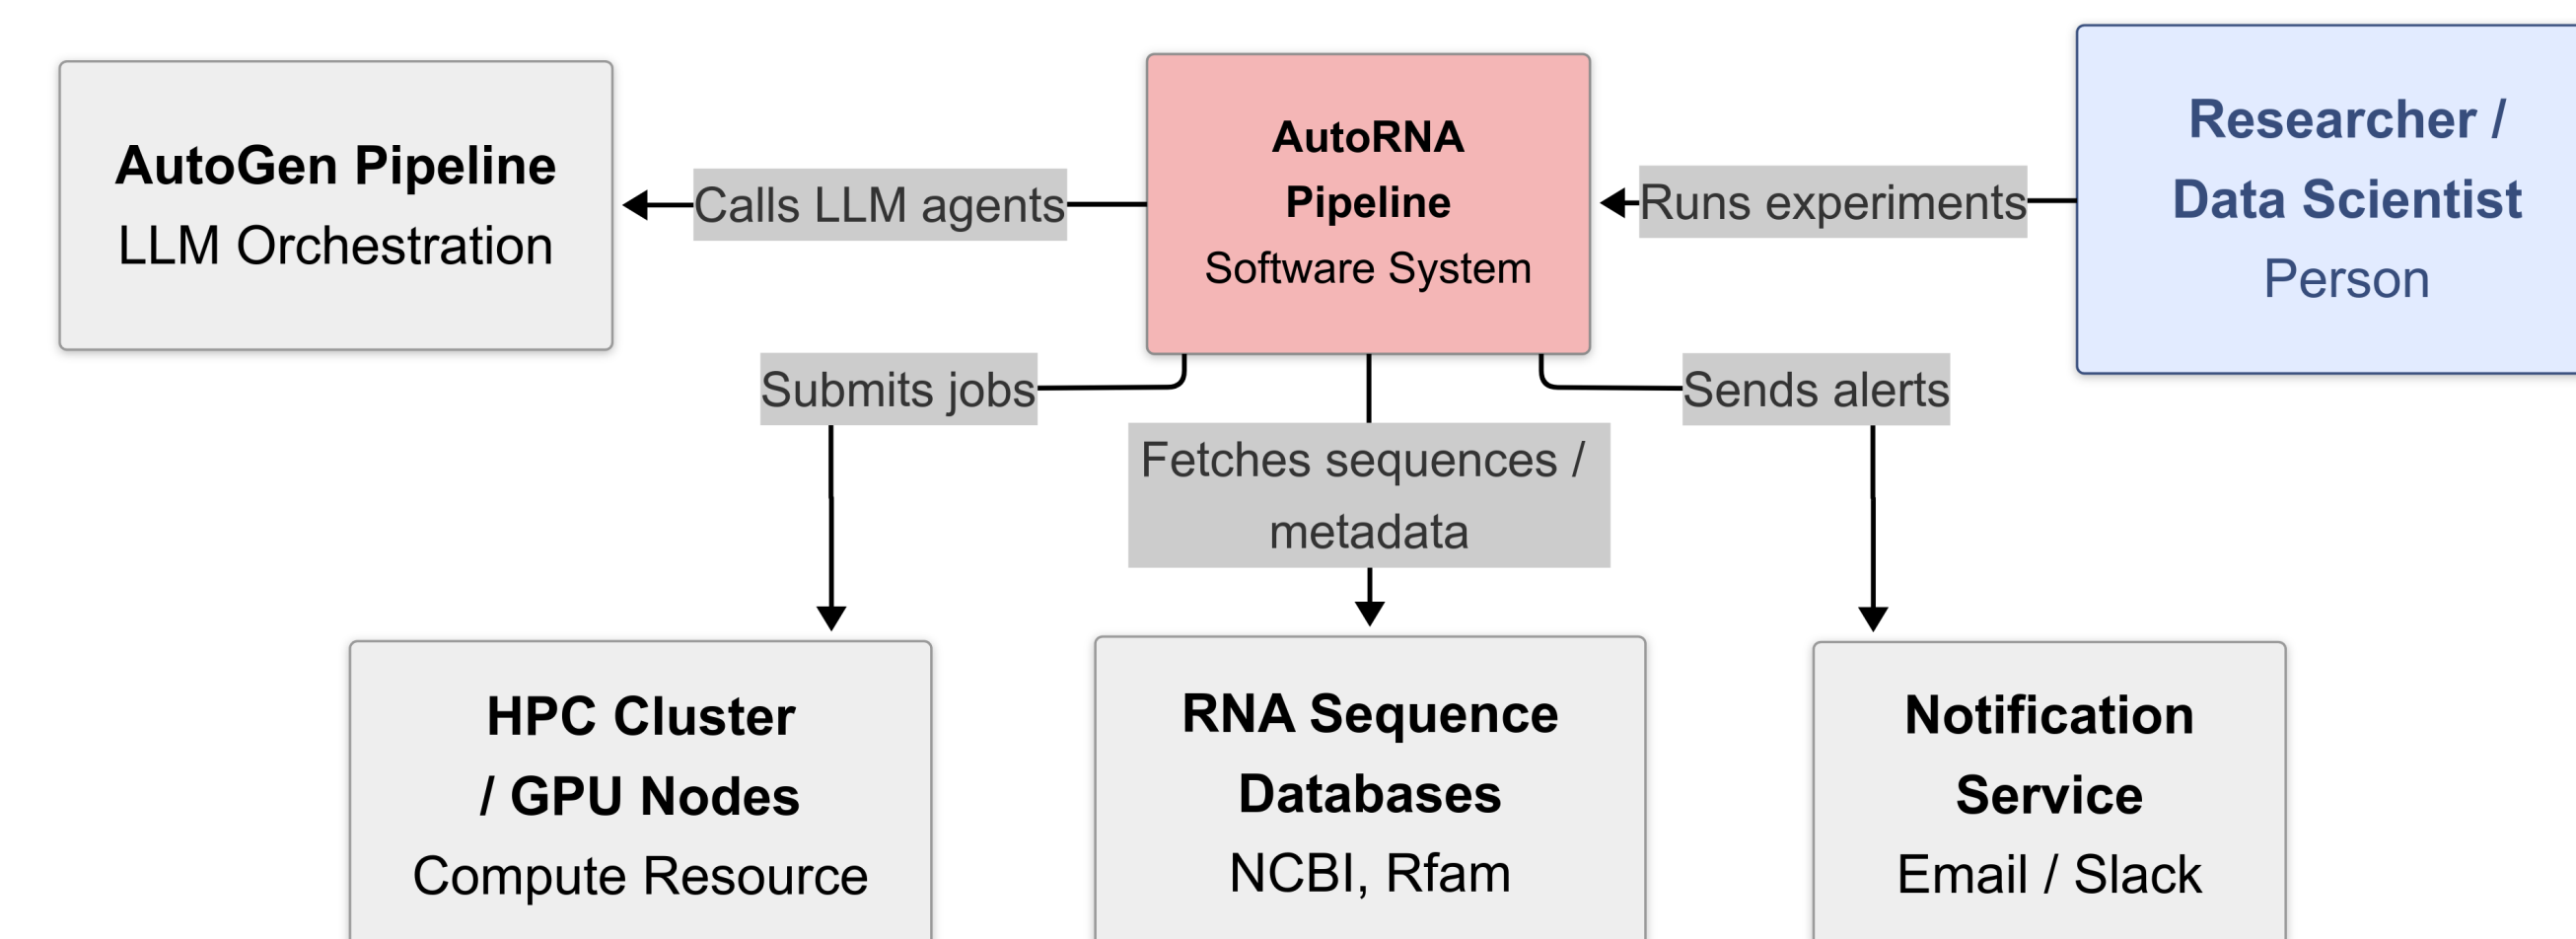 AutoGen Pipeline
LLM Orchestration
Calls LLM agents
AutoRNA
Pipeline
Software System
Runs experiments
Researcher /
Data Scientist
Person
Submits jobs
Fetches sequences /
metadata
Sends alerts
HPC Cluster
/ GPU Nodes
Compute Resource
RNA Sequence
Databases
NCBI, Rfam
Notification
Service
Email / Slack